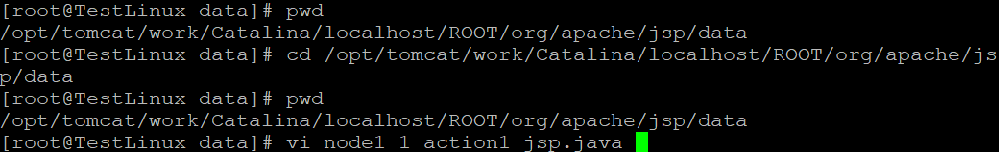 [root@TestLinux data]# pwd
/opt/tomcat/work/Catalina/localhost/ROOT/org/apache/jsp/data
[root@TestLinux data]# cd /opt/tomcat/work/Catalina/localhost/ROOT/org/apache/js
p/data
[root@TestLinux data]# pwd
/opt/tomcat/work/Catalina/localhost/ROOT/org/apache/jsp/data
[root@TestLinux data]# vi node1 1 action1 jsp.java